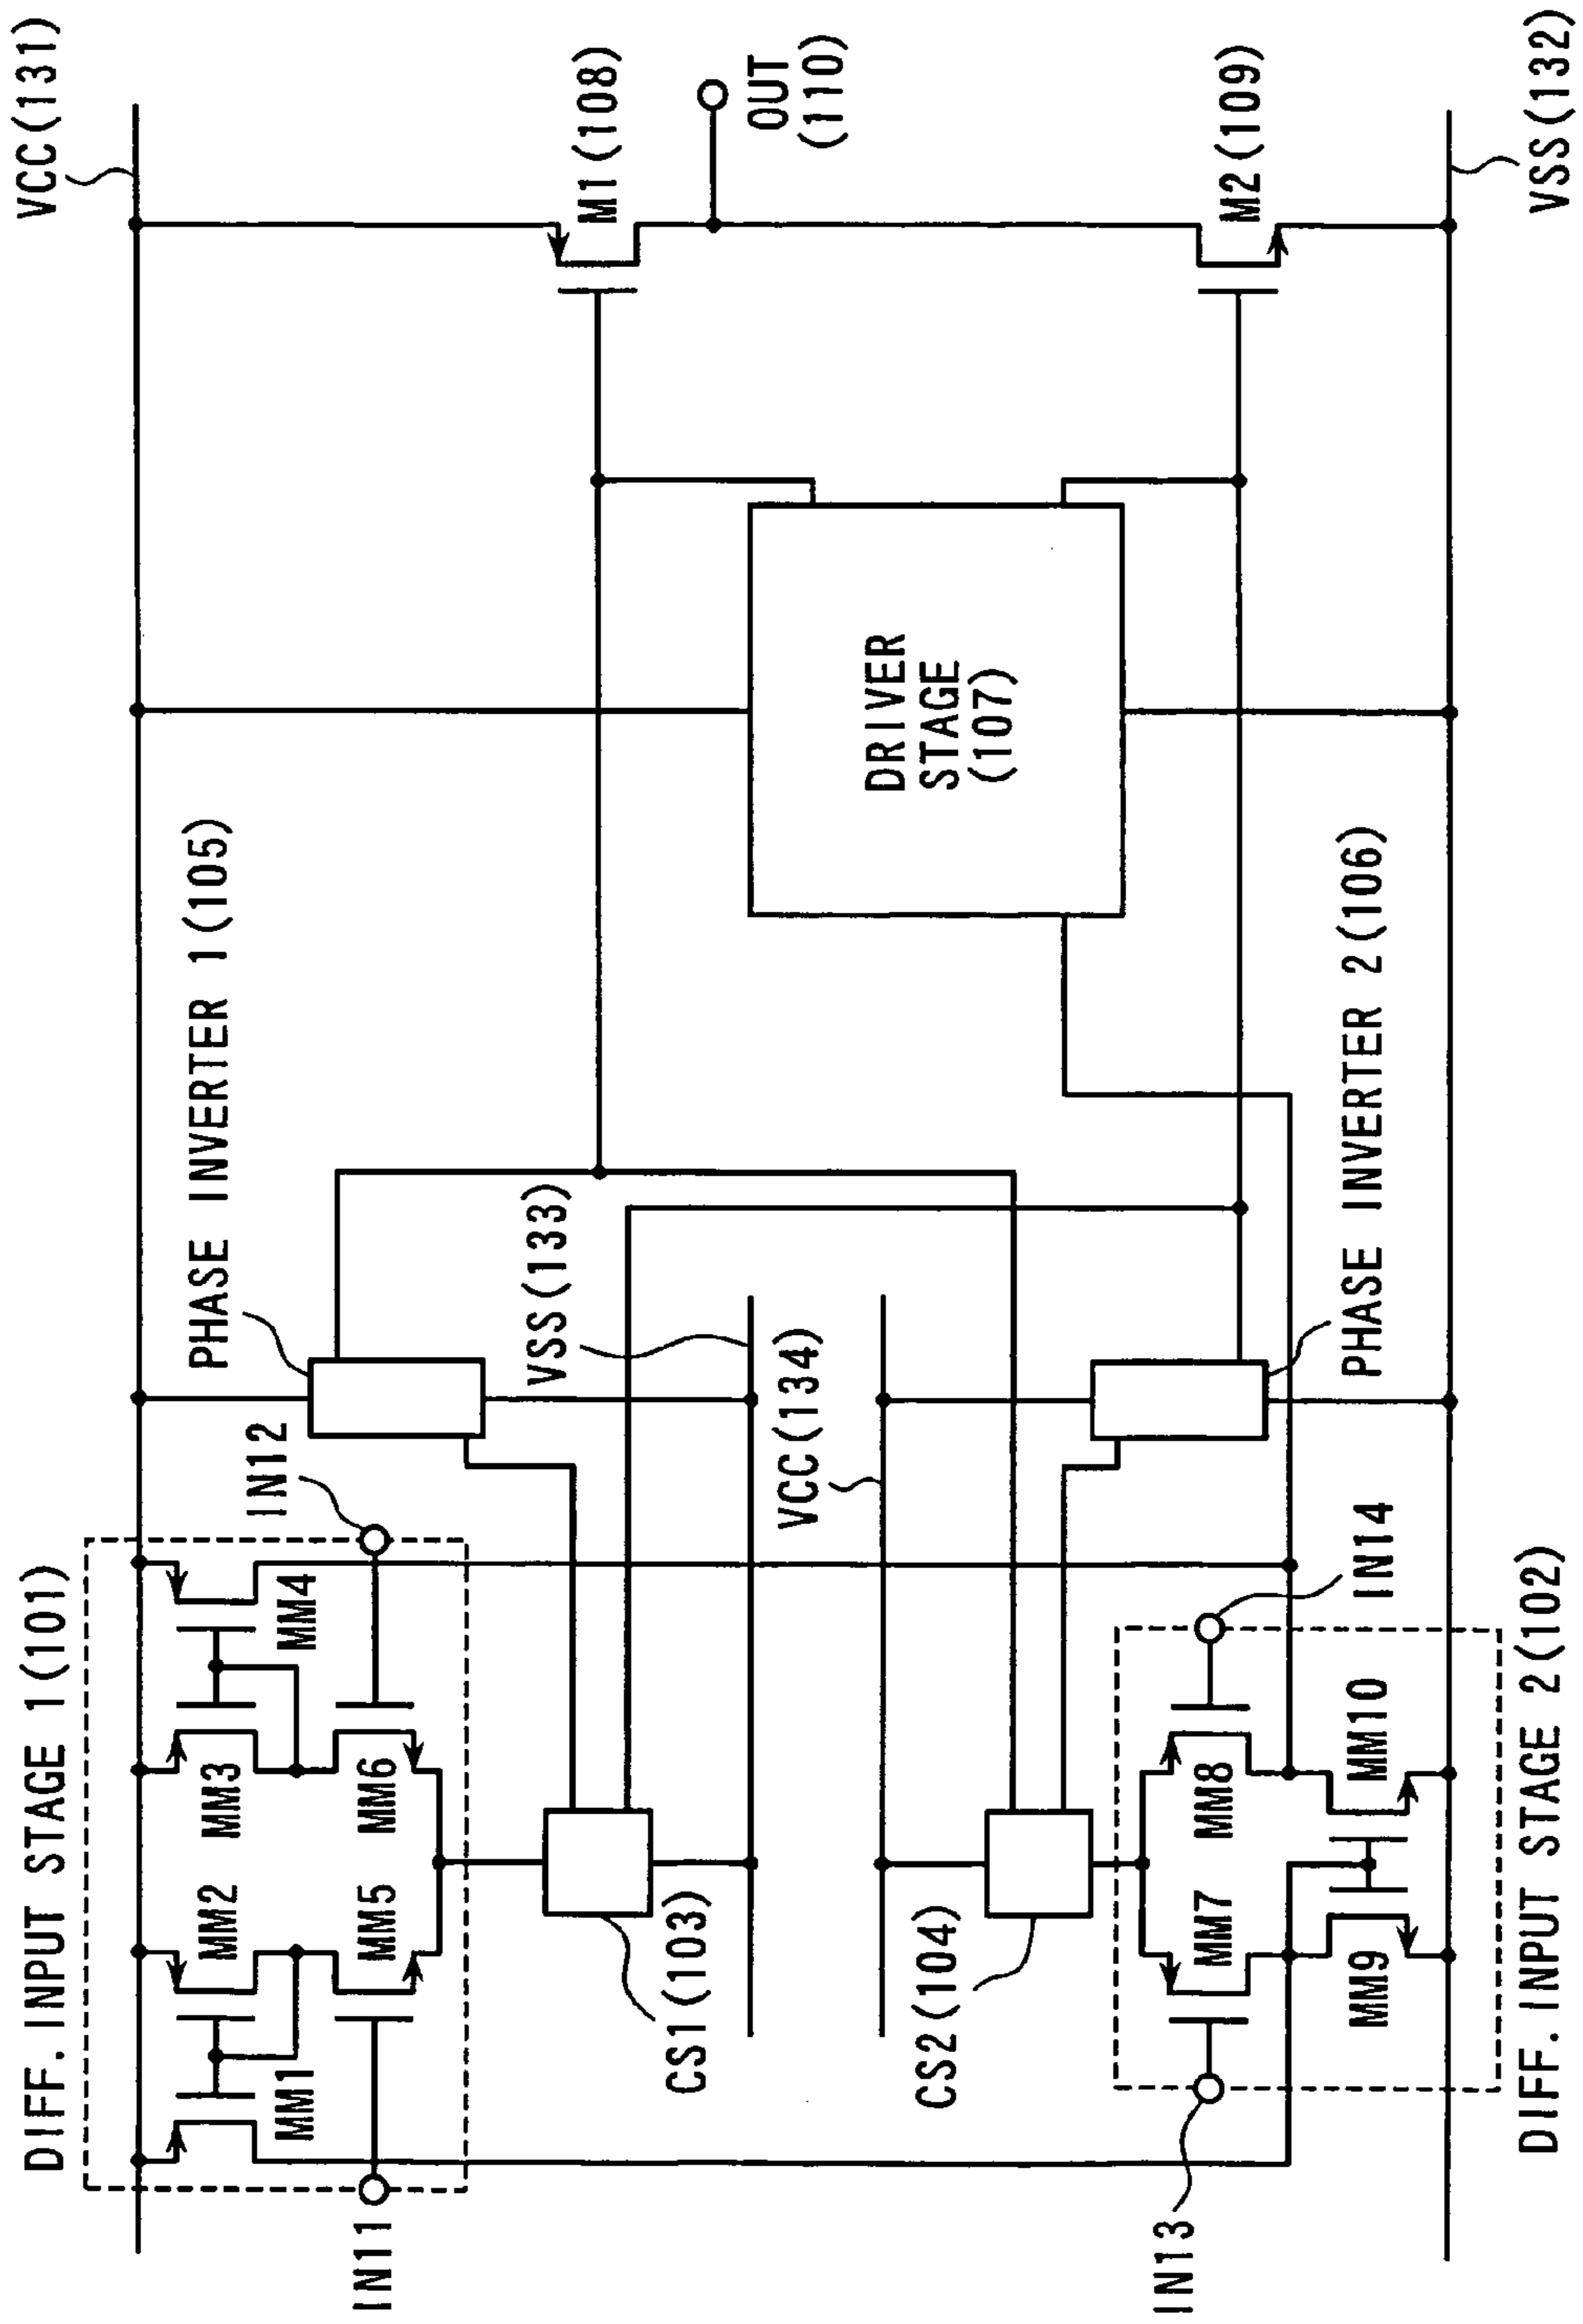 DIFF. INPUT STAGE 1(101)
VCC(131)
PHASE INVERTER 1(105)
MM1
MM2
MM3
MM4
IN11
MM5
MM6
IN12
M1(108)
VSS(133)
CS1(103)
OUT
(110)
VCC(134)
DRIVER
STAGE
(107)
CS2(104)
IN13
MM7
MM8
IN14
M2(109)
MM9
MM10
PHASE INVERTER 2(106)
DIFF. INPUT STAGE 2(102)
VSS(132)